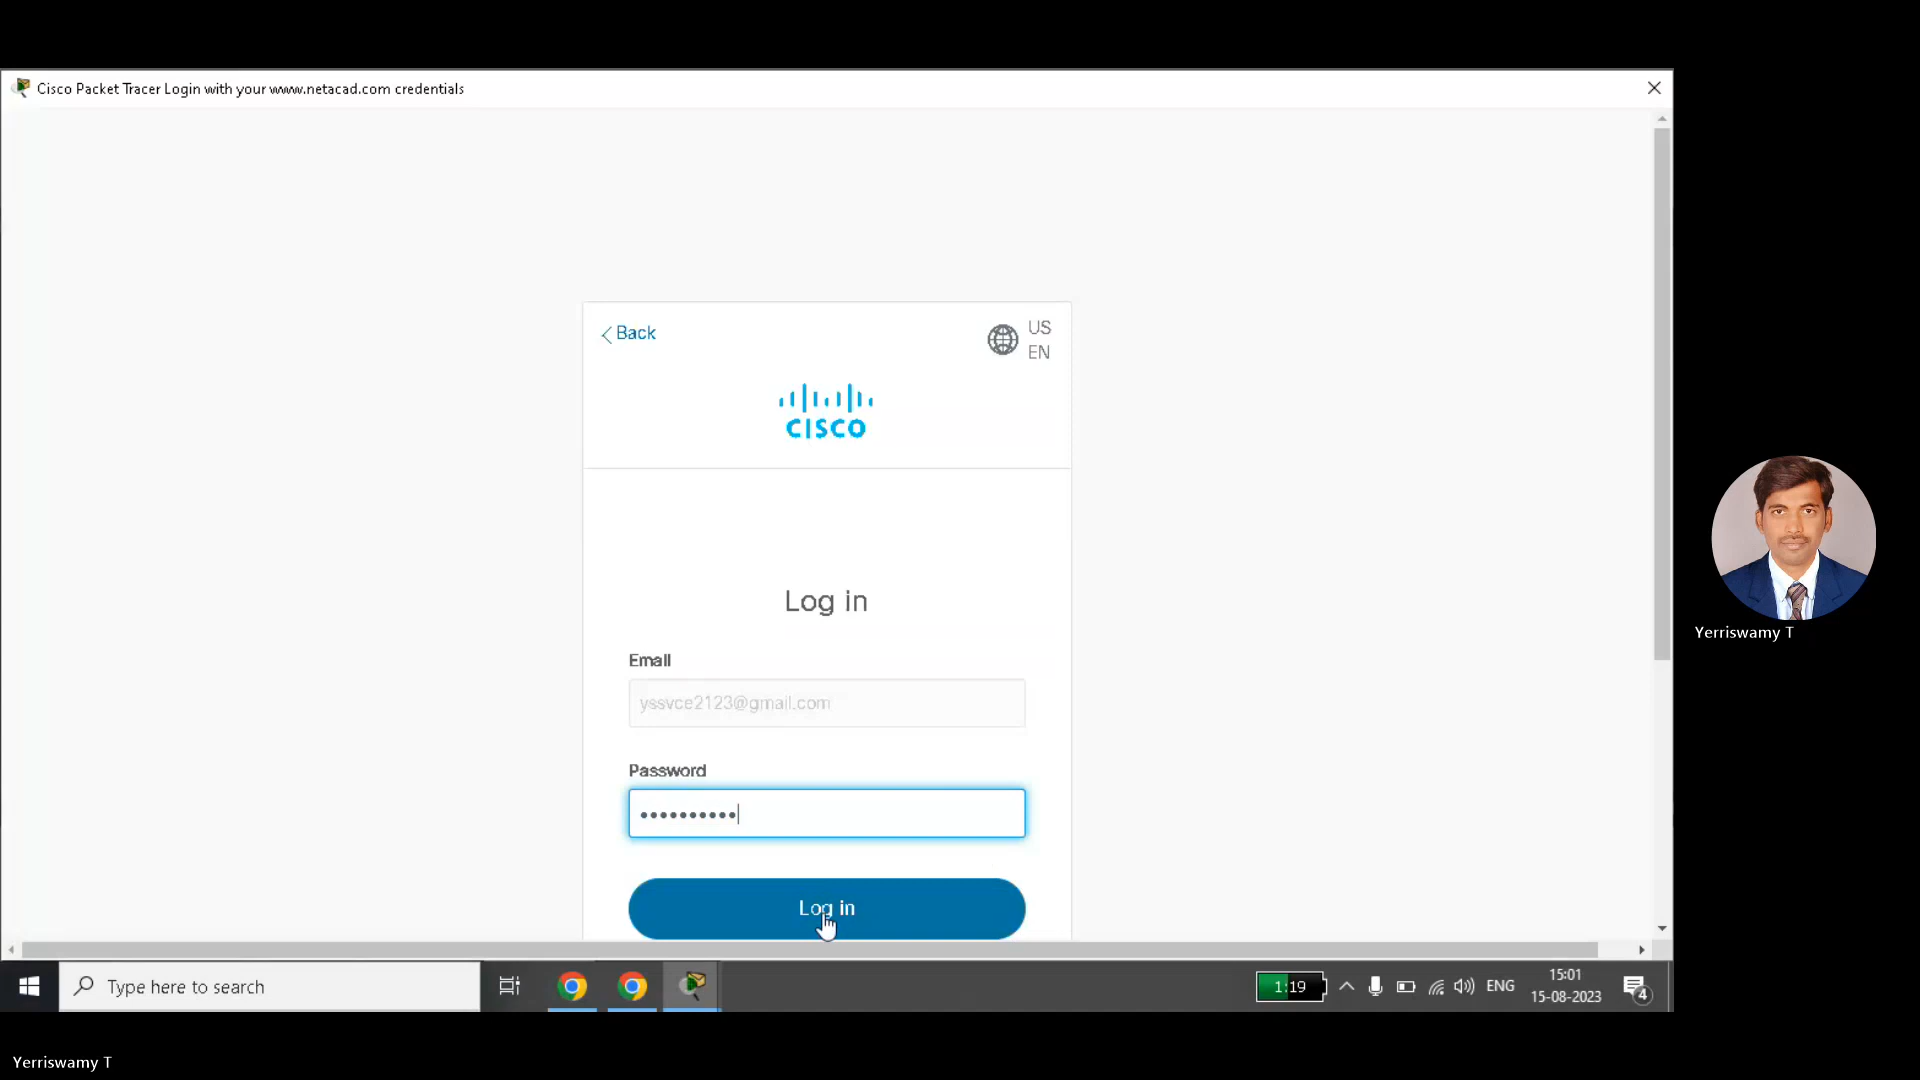 Cisco Packet Tracer Login with your www.netacad.com credentials
Back
US
EN
CISCO
Log in
Email
yssvce2123@gmail.com
Password
••••••••••
Log in
Yerriswamy T
Type here to search
1:19
ENG
15:01
15-08-2023
4
Yerriswamy T